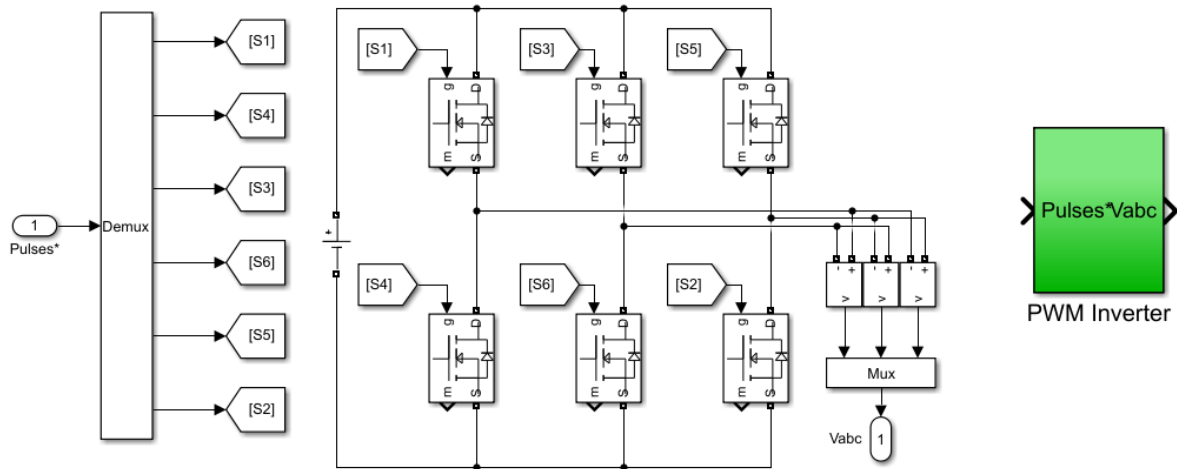 1
Pulses*
Demux
[S1]
[S4]
[S3]
[S6]
[S5]
[S2]
+
[S1]
g
D
m
S
[S3]
g
D
m
S
[S5]
g
D
m
S
[S4]
g
D
m
S
[S6]
g
D
m
S
[S2]
g
D
m
S
- +
v
- +
v
- +
v
Mux
Vabc
1
Pulses*Vabc
PWM Inverter